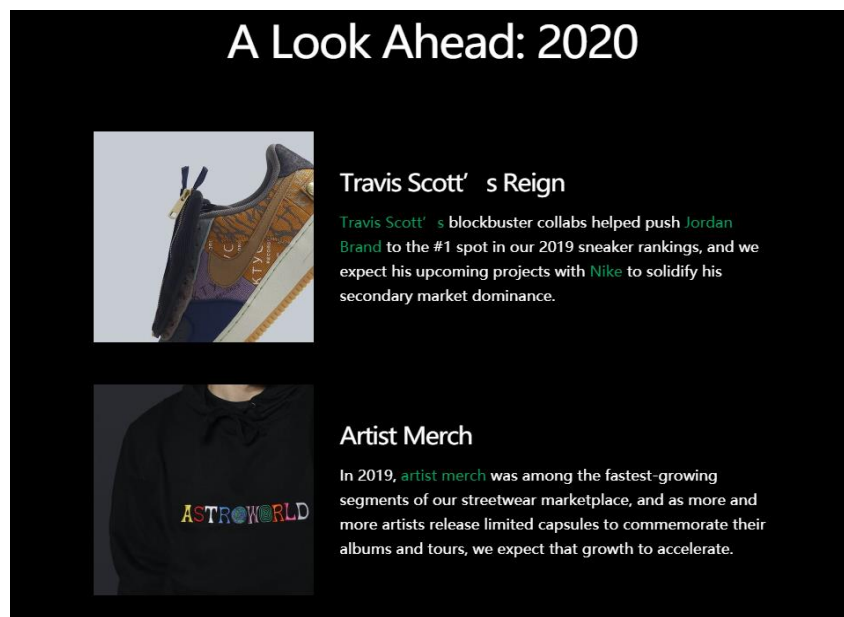 A Look Ahead: 2020
Travis Scott’s Reign
Travis Scott’s blockbuster collabs helped push Jordan
Brand to the #1 spot in our 2019 sneaker rankings, and we
expect his upcoming projects with Nike to solidify his
secondary market dominance.
Artist Merch
ASTROWORLD
In 2019, artist merch was among the fastest-growing
segments of our streetwear marketplace, and as more and
more artists release limited capsules to commemorate their
albums and tours, we expect that growth to accelerate.